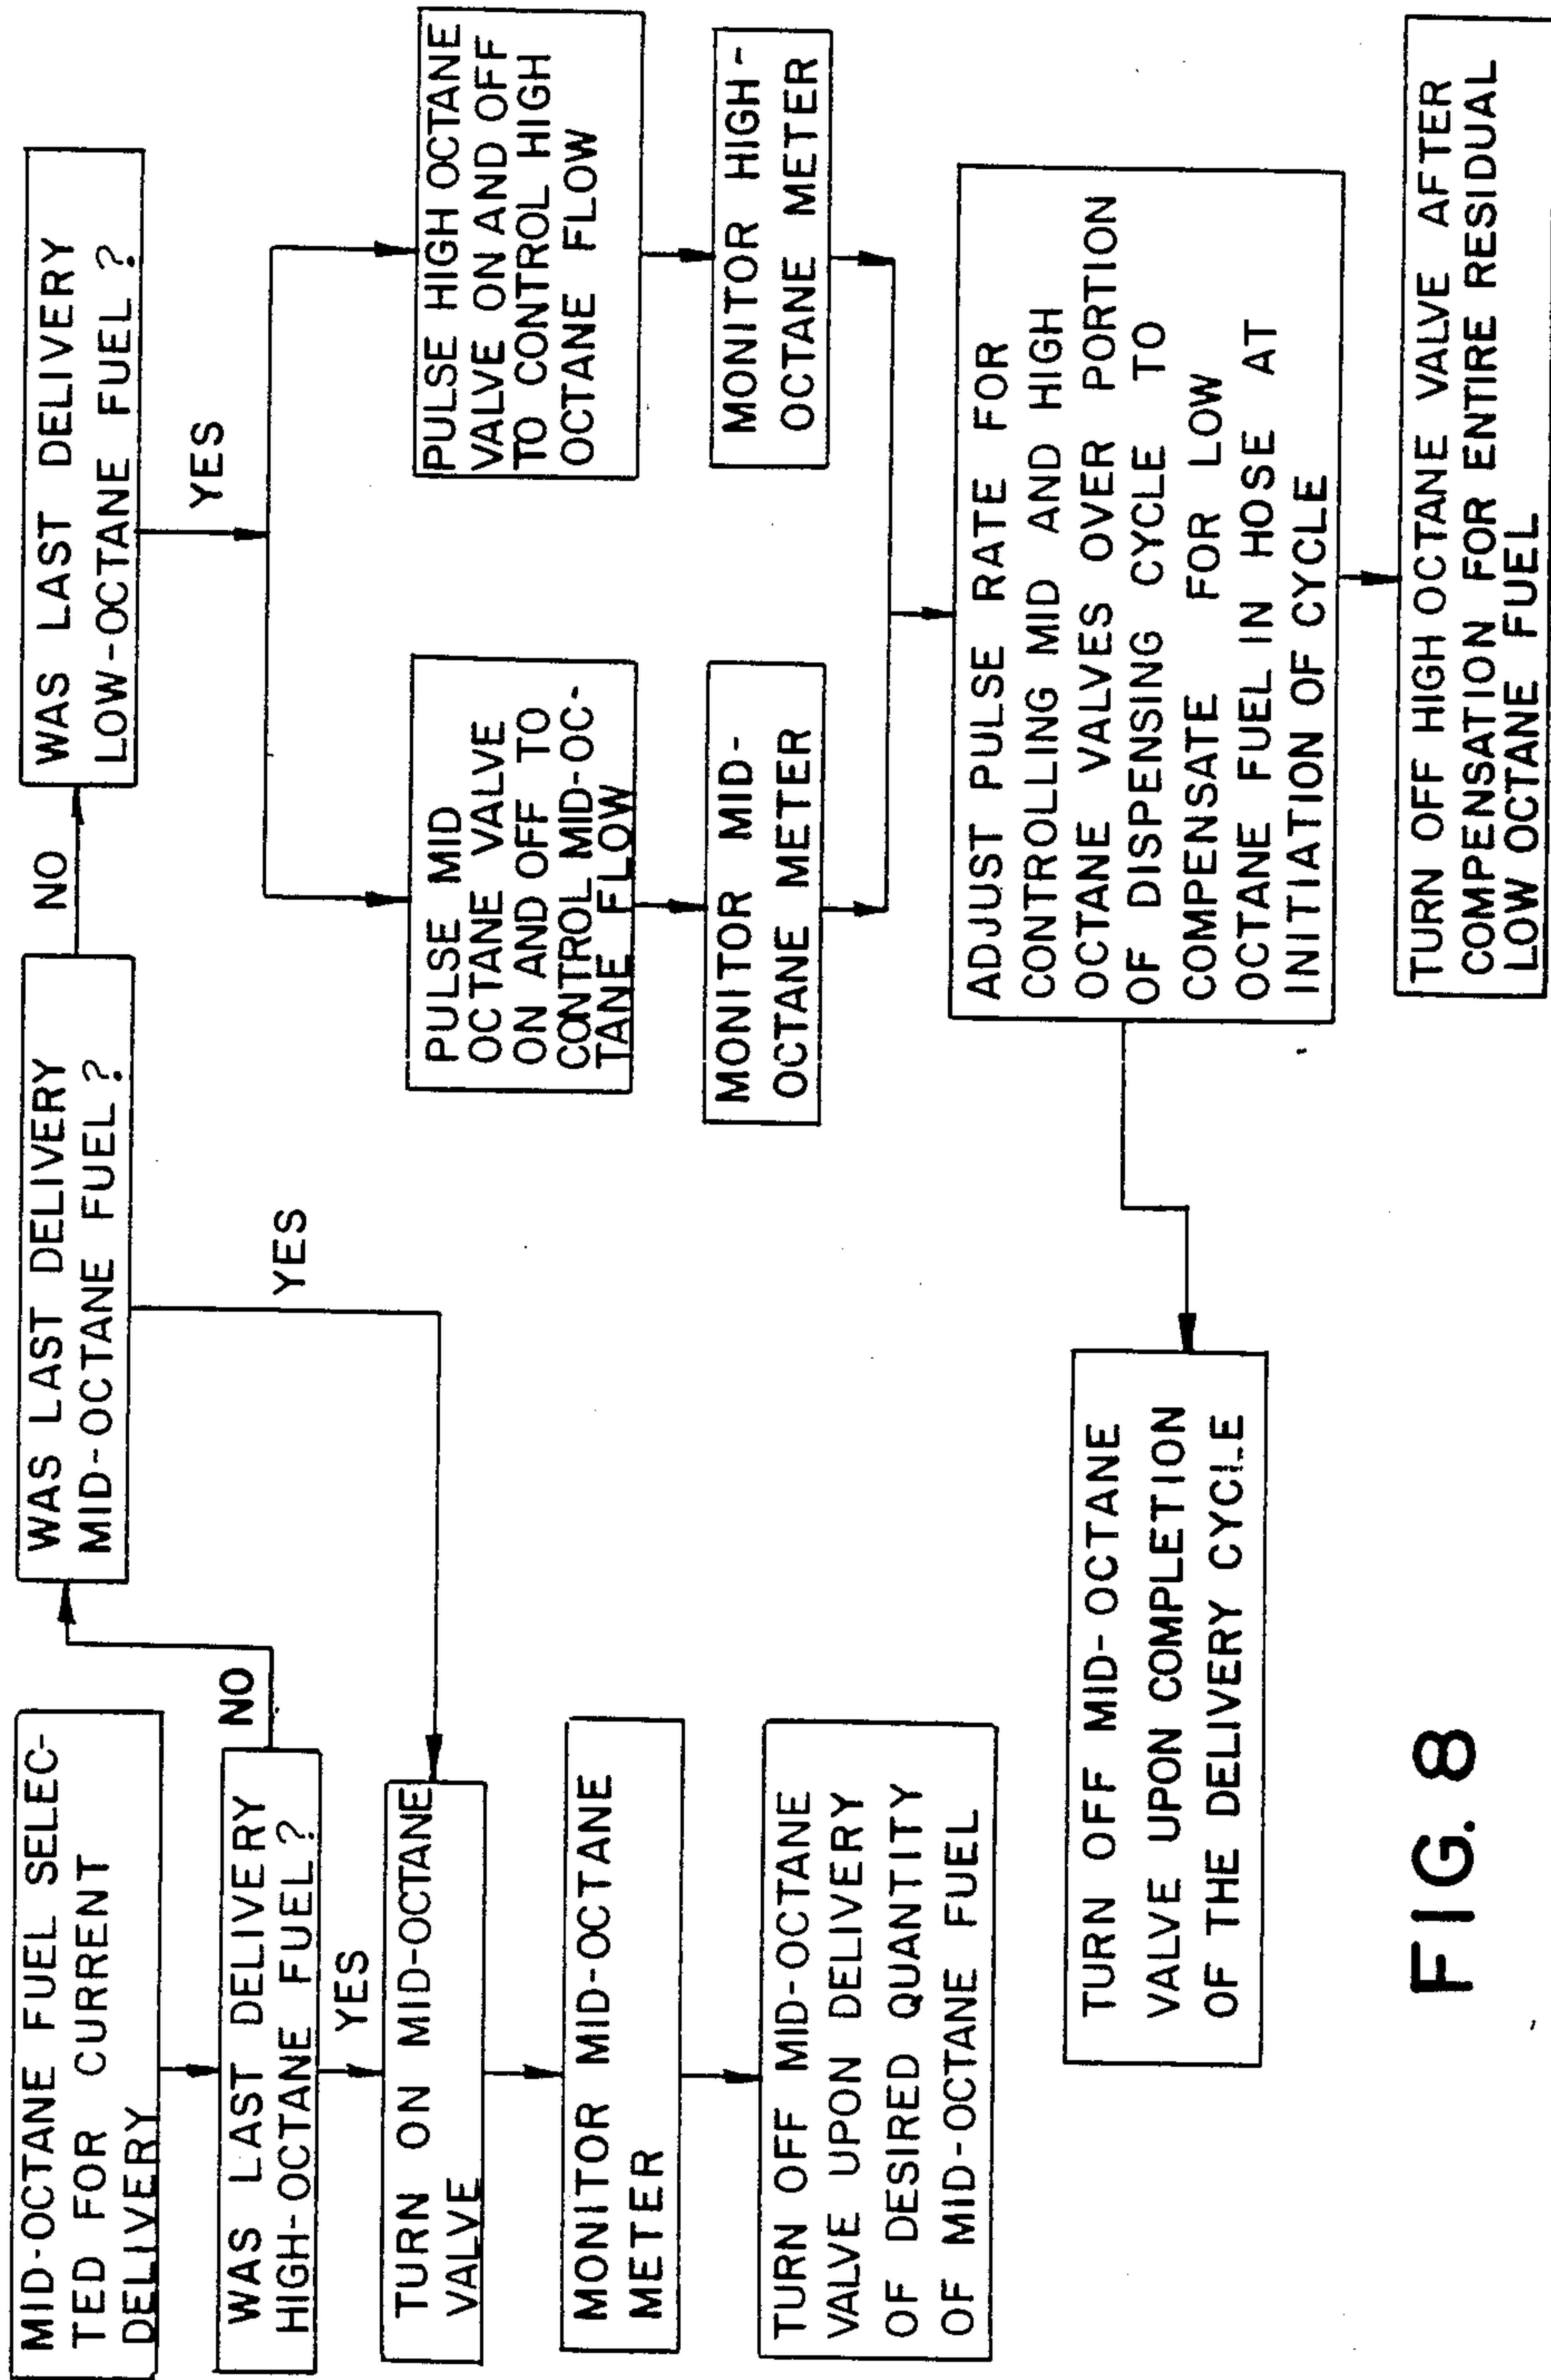 MID-OCTANE FUEL SELEC-
TED FOR CURRENT
DELIVERY
WAS LAST DELIVERY
HIGH-OCTANE FUEL?
NO
YES
TURN ON MID-OCTANE
VALVE
MONITOR MID-OCTANE
METER
TURN OFF MID-OCTANE
VALVE UPON DELIVERY
OF DESIRED QUANTITY
OF MID-OCTANE FUEL
WAS LAST DELIVERY
MID-OCTANE FUEL?
NO
YES
WAS LAST DELIVERY
LOW-OCTANE FUEL?
YES
PULSE MID
OCTANE VALVE
ON AND OFF TO
CONTROL MID-OC-
TANE FLOW
MONITOR MID-
OCTANE METER
PULSE HIGH OCTANE
VALVE ON AND OFF
TO CONTROL HIGH
OCTANE FLOW
MONITOR HIGH-
OCTANE METER
ADJUST PULSE RATE FOR
CONTROLLING MID AND HIGH
OCTANE VALVES OVER PORTION
OF DISPENSING CYCLE TO
COMPENSATE FOR LOW
OCTANE FUEL IN HOSE AT
INITIATION OF CYCLE
TURN OFF MID-OCTANE
VALVE UPON COMPLETION
OF THE DELIVERY CYCLE
TURN OFF HIGH OCTANE VALVE AFTER
COMPENSATION FOR ENTIRE RESIDUAL
LOW OCTANE FUEL
FIG. 8